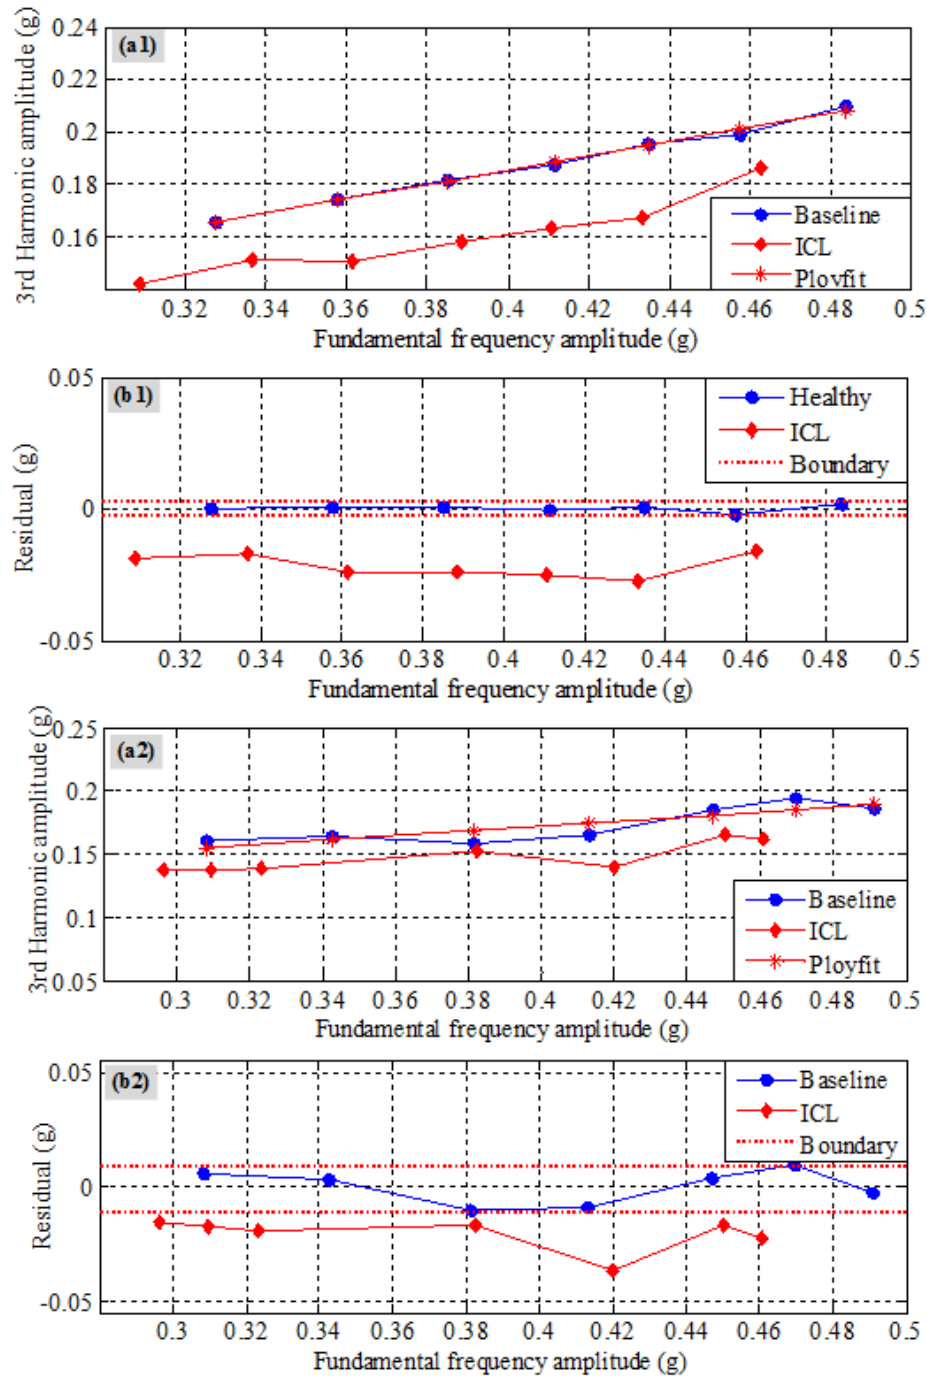 (a1)
3rd Harmonic amplitude (g)
0.24
0.22
0.2
0.18
0.16
Baseline
ICL
Ployfit
0.32 0.34 0.36 0.38 0.4 0.42 0.44 0.46 0.48 0.5
Fundamental frequency amplitude (g)
(b1)
Residual (g)
0.05
0
-0.05
Healthy
ICL
Boundary
0.32 0.34 0.36 0.38 0.4 0.42 0.44 0.46 0.48 0.5
Fundamental frequency amplitude (g)
(a2)
3rd Harmonic amplitude (g)
0.25
0.2
0.15
0.1
0.05
Baseline
ICL
Ployfit
0.3 0.32 0.34 0.36 0.38 0.4 0.42 0.44 0.46 0.48 0.5
Fundamental frequency amplitude (g)
(b2)
Residual (g)
0.05
0
-0.05
Baseline
ICL
Boundary
0.3 0.32 0.34 0.36 0.38 0.4 0.42 0.44 0.46 0.48 0.5
Fundamental frequency amplitude (g)